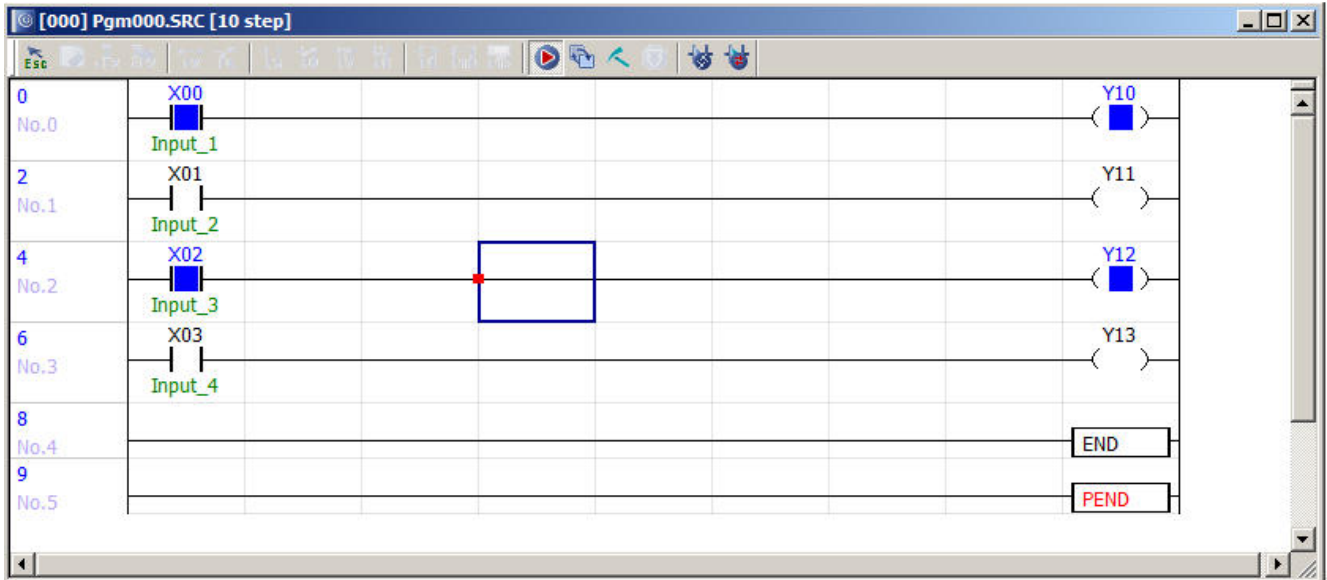 [000] Pgm000.SRC [10 step]
ESC
0 X00 Y10
No.0
Input_1
2 X01 Y11
No.1
Input_2
4 X02 Y12
No.2
Input_3
6 X03 Y13
No.3
Input_4
8
No.4 END
9
No.5 PEND